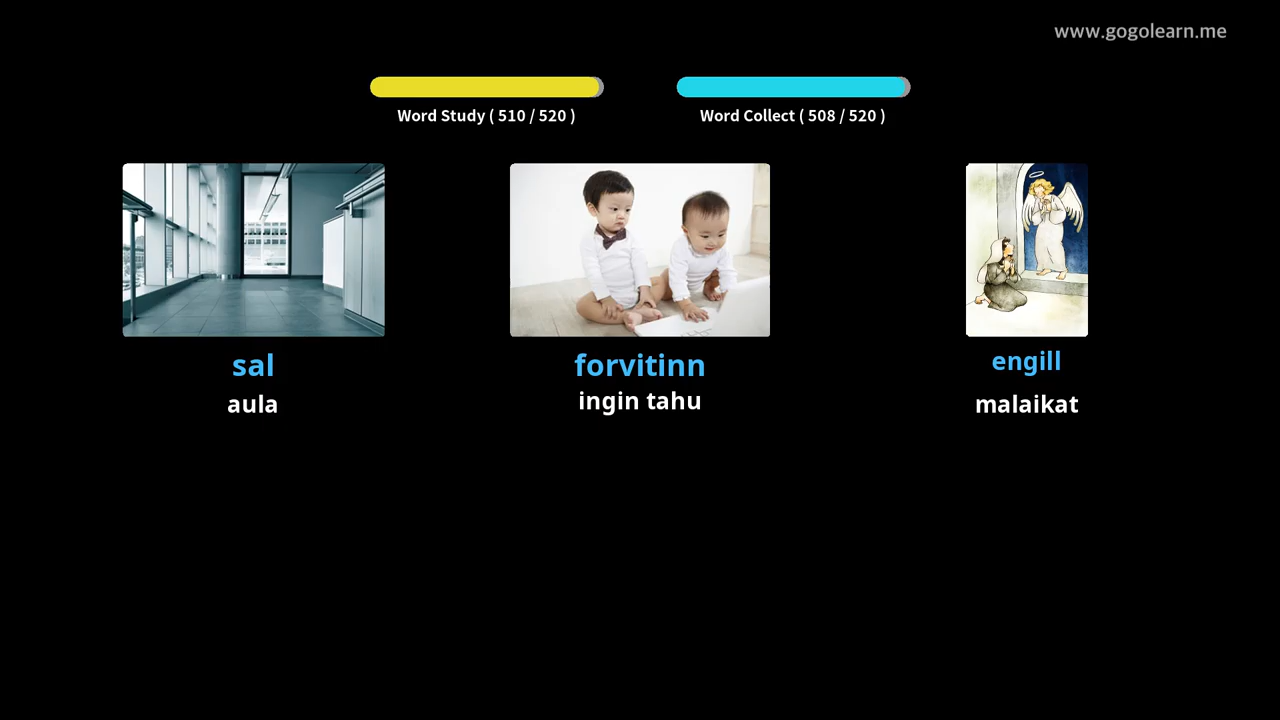 www.gogolearn.me
Word Study ( 510 / 520 )
Word Collect ( 508 / 520 )
sal
aula
forvitinn
ingin tahu
engill
malaikat